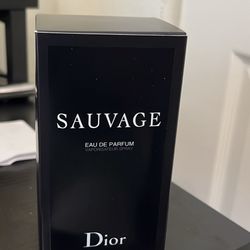 SAUVAGE
EAU DE PARFUM
VAPORISATEUR SPRAY
Dior